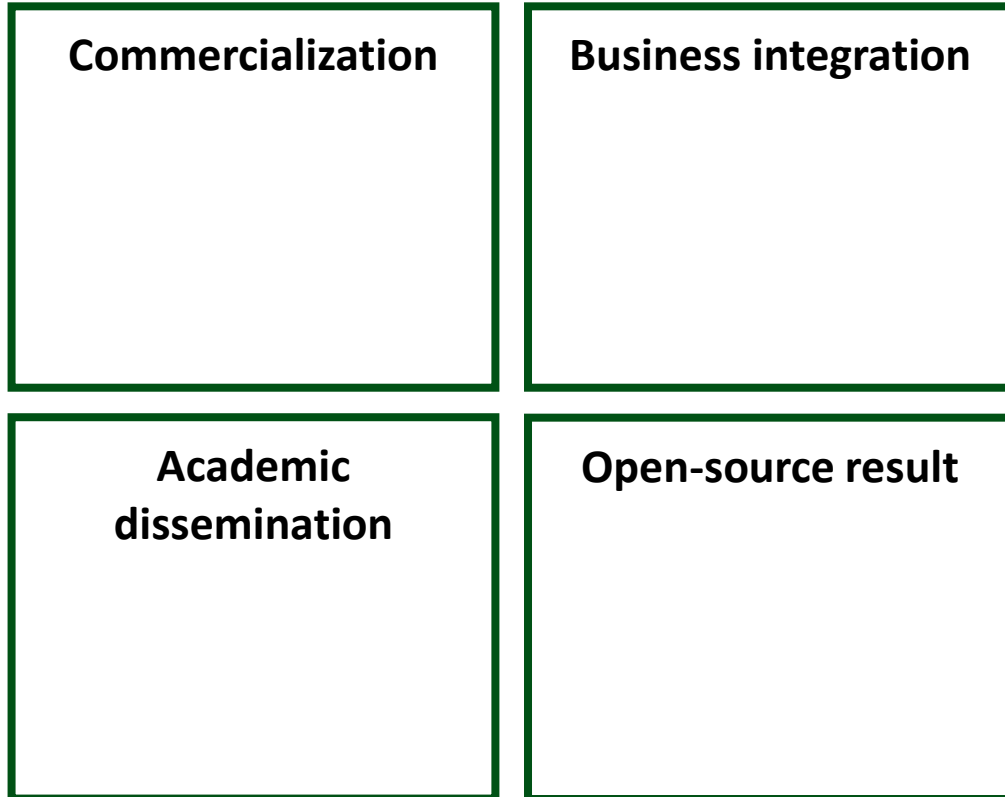 Commercialization
Business integration
Academic
dissemination
Open-source result